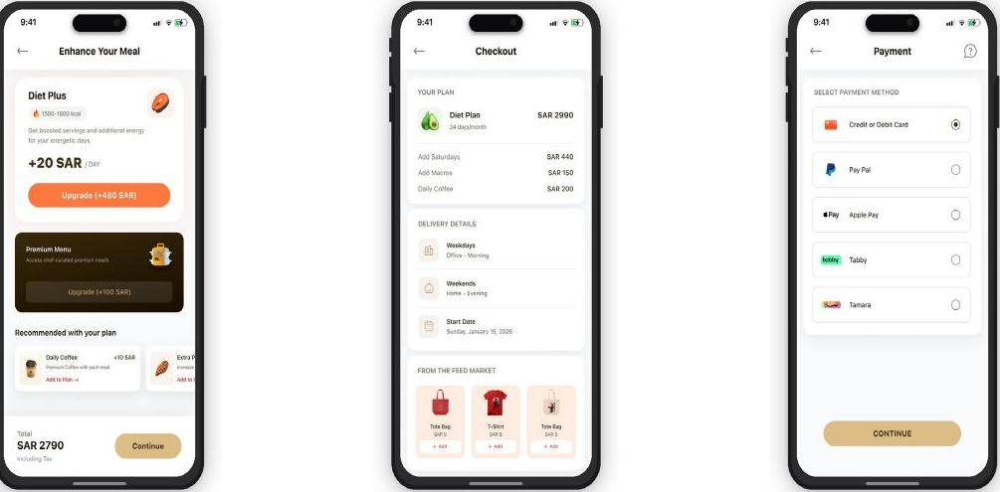 9:41
Enhance Your Meal
Diet Plus
1500-1800 kcal
Get boosted servings and additional energy
for your energetic days.
+20 SAR / DAY
Upgrade (+480 SAR)
Premium Menu
Access chef-curated premium meals
Upgrade (+100 SAR)
Recommended with your plan
Daily Coffee +10 SAR
Premium Coffee with each meal
Add to Plan →
Extra P
Increase
Add to
Total
SAR 2790
Including Tax
Continue
9:41
Checkout
YOUR PLAN
Diet Plan SAR 2990
24 days/month
Add Saturdays SAR 440
Add Macros SAR 150
Daily Coffee SAR 200
DELIVERY DETAILS
Weekdays
Office - Morning
Weekends
Home - Evening
Start Date
Sunday, January 15, 2026
FROM THE FEED MARKET
Tote Bag T-Shirt Tote Bag
SAR 5 SAR 5 SAR 5
+ Add + Add + Add
9:41
Payment
SELECT PAYMENT METHOD
Credit or Debit Card
Pay Pal
Pay Apple Pay
tabby Tabby
Tamara
CONTINUE